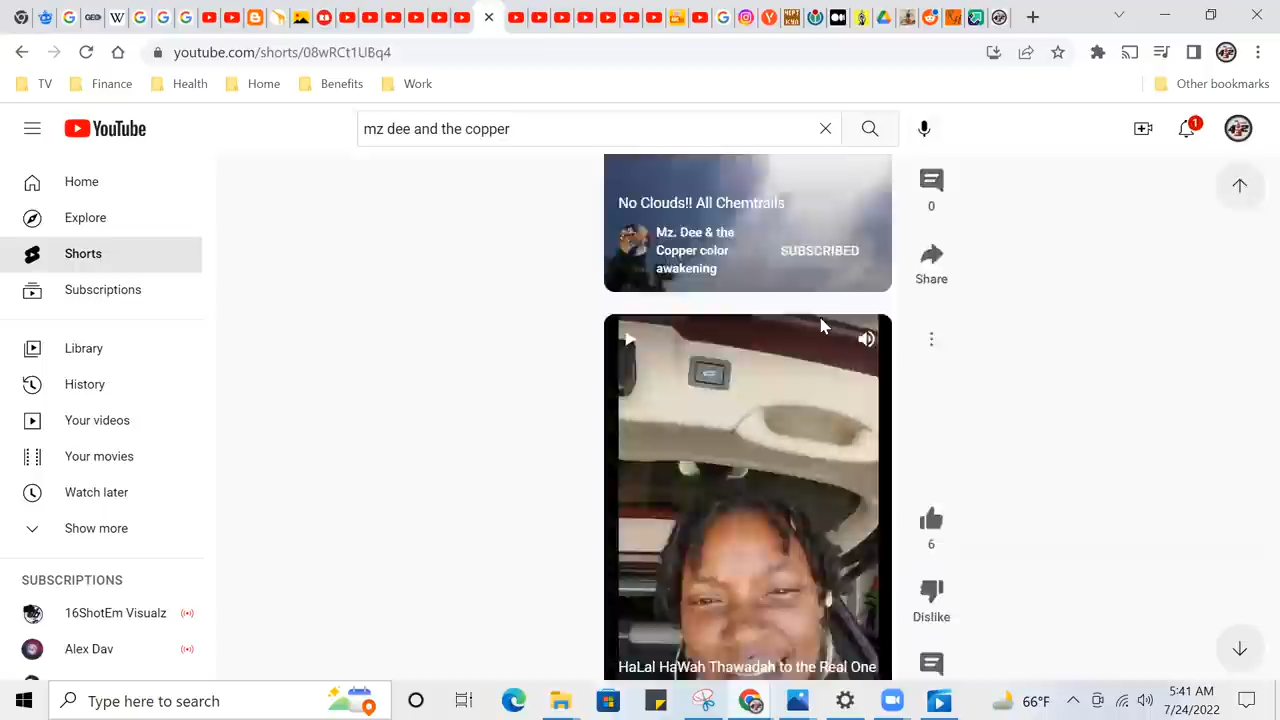 youtube.com/shorts/08wRCt1UBq4
TV Finance Health Home Benefits Work Other bookmarks
YouTube
mz dee and the copper
1
Home
Explore
Shorts
Subscriptions
Library
History
Your videos
Your movies
Watch later
Show more
SUBSCRIPTIONS
16ShotEm Visualz
Alex Dav
No Clouds!! All Chemtrails
Mz. Dee & the
Copper color
awakening
SUBSCRIBED
0
Share
6
Dislike
HaLal HaWah Thawadah to the Real One
Type here to search
66°F
5:41 AM
7/24/2022